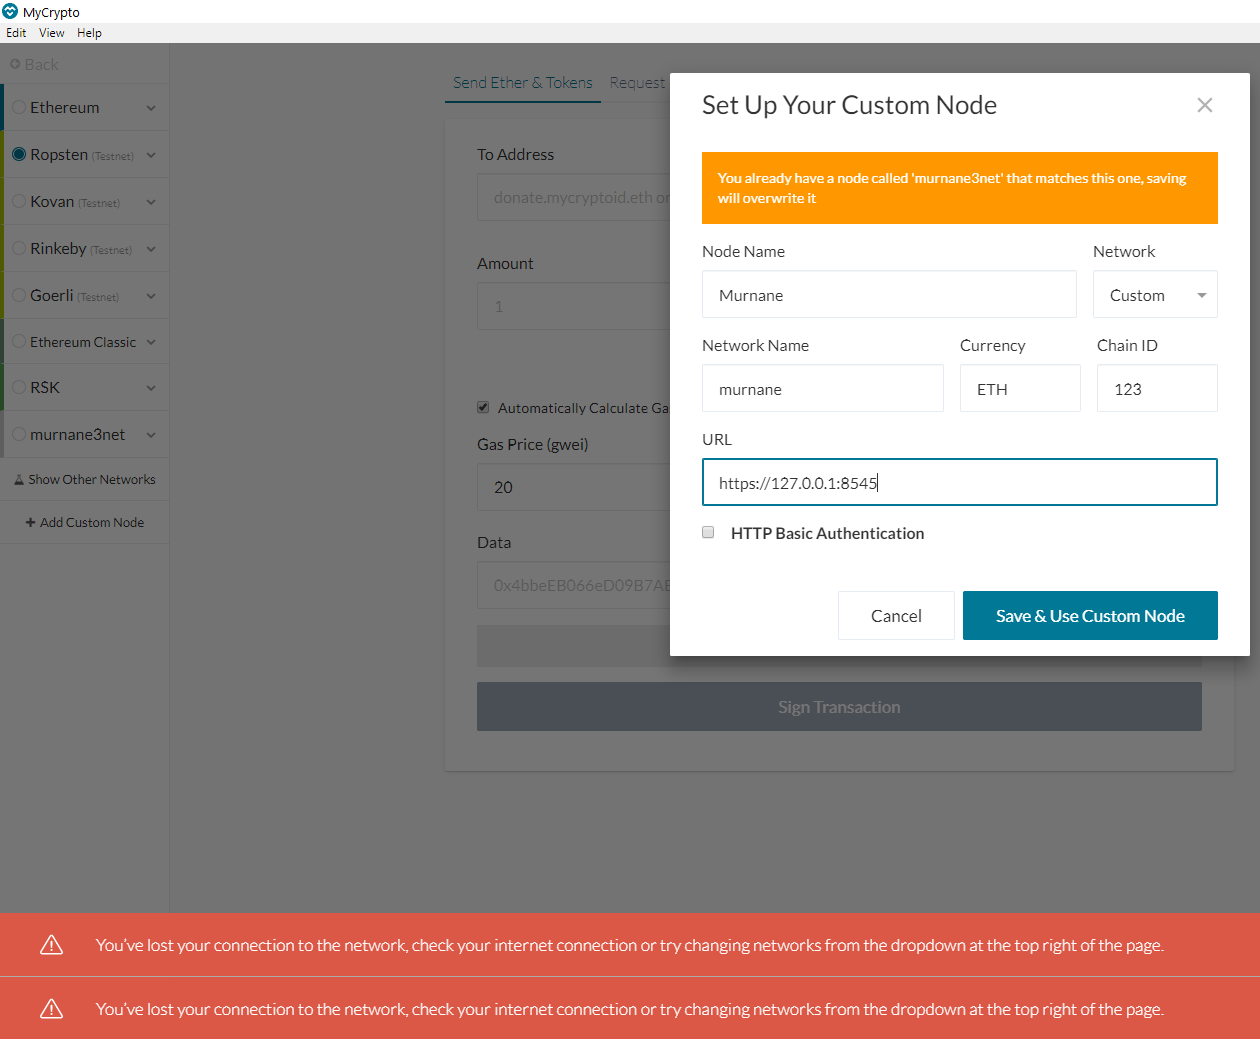 MyCrypto
Edit View Help
Back
Ethereum
Ropsten (Testnet)
Kovan (Testnet)
Rinkeby (Testnet)
Goerli (Testnet)
Ethereum Classic
RSK
murnane3net
Show Other Networks
Add Custom Node
Send Ether & Tokens Request
To Address
donate.mycryptoid.eth or
Amount
1
Automatically Calculate Ga
Gas Price (gwei)
20
Data
0x4bbeEB066eD09B7AE
Sign Transaction
Set Up Your Custom Node
You already have a node called 'murnane3net' that matches this one, saving
will overwrite it
Node Name Network
Murnane Custom
Network Name Currency Chain ID
murnane ETH 123
URL
https://127.0.0.1:8545
HTTP Basic Authentication
Cancel Save & Use Custom Node
You've lost your connection to the network, check your internet connection or try changing networks from the dropdown at the top right of the page.
You've lost your connection to the network, check your internet connection or try changing networks from the dropdown at the top right of the page.